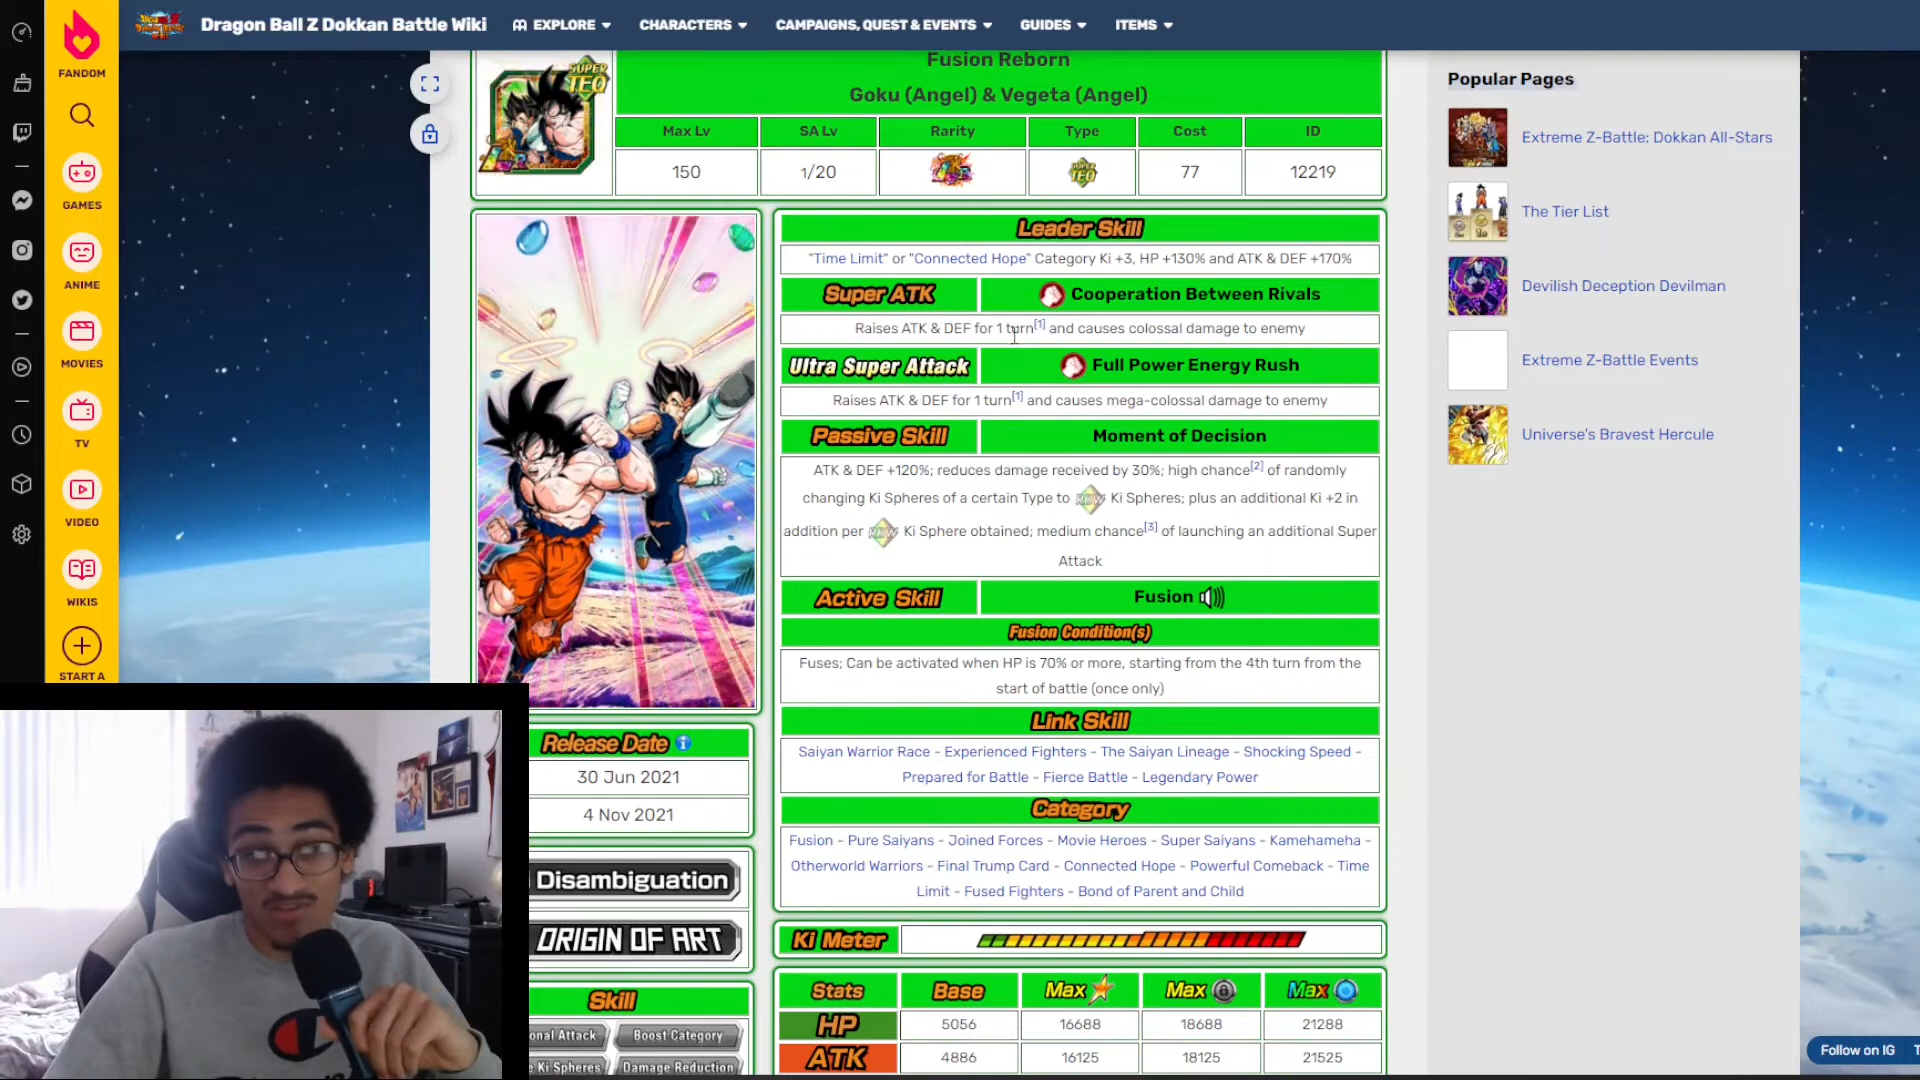 Dragon Ball Z Dokkan Battle Wiki
EXPLORE
CHARACTERS
CAMPAIGNS, QUEST & EVENTS
GUIDES
ITEMS
FANDOM
GAMES
ANIME
MOVIES
TV
VIDEO
WIKIS
START A
Fusion Reborn
Goku (Angel) & Vegeta (Angel)
SUPER TEQ
Max Lv SA Lv Rarity Type Cost ID
150 1/20 SUPER TEQ 77 12219
Leader Skill
"Time Limit" or "Connected Hope" Category Ki +3, HP +130% and ATK & DEF +170%
Super ATK Cooperation Between Rivals
Raises ATK & DEF for 1 turn[1] and causes colossal damage to enemy
Ultra Super Attack Full Power Energy Rush
Raises ATK & DEF for 1 turn[1] and causes mega-colossal damage to enemy
Passive Skill Moment of Decision
ATK & DEF +120%; reduces damage received by 30%; high chance[2] of randomly
changing Ki Spheres of a certain Type to RBW Ki Spheres; plus an additional Ki +2 in
addition per RBW Ki Sphere obtained; medium chance[3] of launching an additional Super
Attack
Active Skill Fusion
Fusion Condition(s)
Fuses; Can be activated when HP is 70% or more, starting from the 4th turn from the
start of battle (once only)
Link Skill
Saiyan Warrior Race - Experienced Fighters - The Saiyan Lineage - Shocking Speed -
Prepared for Battle - Fierce Battle - Legendary Power
Category
Fusion - Pure Saiyans - Joined Forces - Movie Heroes - Super Saiyans - Kamehameha -
Otherworld Warriors - Final Trump Card - Connected Hope - Powerful Comeback - Time
Limit - Fused Fighters - Bond of Parent and Child
Ki Meter
Stats Base Max Max Max
HP 5056 16688 18688 21288
ATK 4886 16125 18125 21525
Release Date
30 Jun 2021
4 Nov 2021
Disambiguation
ORIGIN OF ART
Skill
onal Attack Boost Category
Ki Spheres Damage Reduction
Popular Pages
Extreme Z-Battle: Dokkan All-Stars
The Tier List
Devilish Deception Devilman
Extreme Z-Battle Events
Universe's Bravest Hercule
Follow on IG